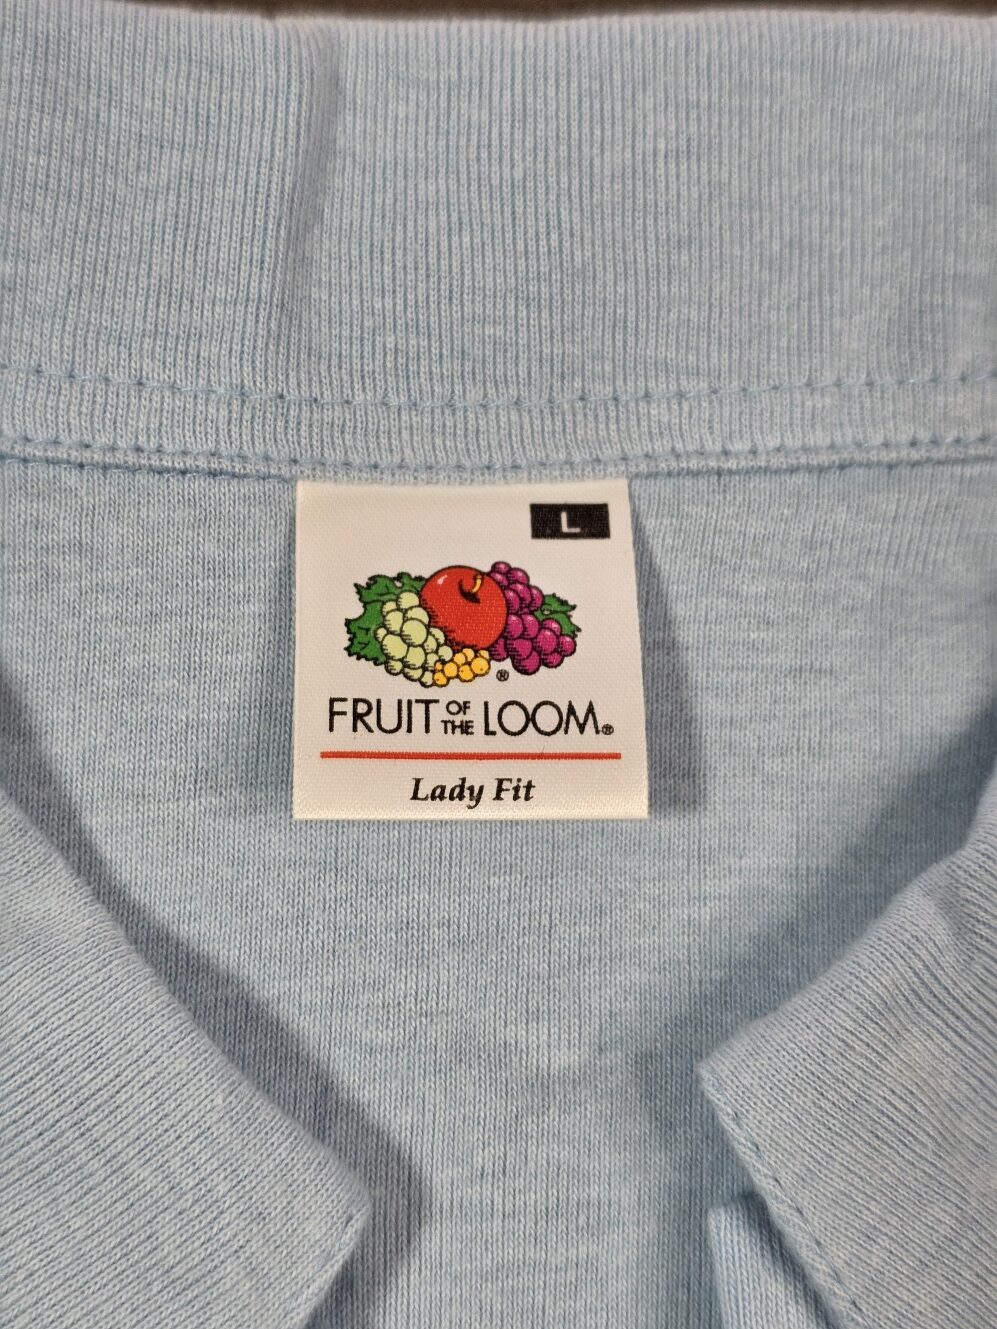 L
®
FRUIT OF THE LOOM®
Lady Fit